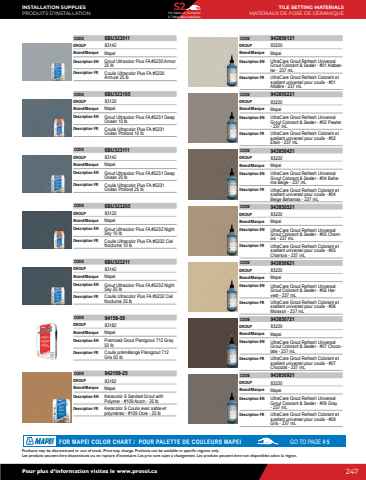 INSTALLATION SUPPLIES
PRODUITS D'INSTALLATION
S2
TILE SETTING MATERIALS
MATÉRIAUX DE POSE DE CÉRAMIQUE
CODE 6BU523011
GROUP 83142
Brand/Marque Mapei
Description EN Grout Ultracolor Plus FA #5230 Armor
25 lb
Description FR Coulis Ultracolor Plus FA #5230
Armure 25 lb
CODE 6BU523105
GROUP 83132
Brand/Marque Mapei
Description EN Grout Ultracolor Plus FA #5231 Deep
Ocean 10 lb
Description FR Coulis Ultracolor Plus FA #5231
Océan Profond 10 lb
CODE 6BU523111
GROUP 83142
Brand/Marque Mapei
Description EN Grout Ultracolor Plus FA #5231 Deep
Ocean 25 lb
Description FR Coulis Ultracolor Plus FA #5231
Océan Profond 25 lb
CODE 6BU523205
GROUP 83132
Brand/Marque Mapei
Description EN Grout Ultracolor Plus FA #5232 Night
Sky 10 lb
Description FR Coulis Ultracolor Plus FA #5232 Ciel
Nocturne 10 lb
CODE 6BU523211
GROUP 83142
Brand/Marque Mapei
Description EN Grout Ultracolor Plus FA #5232 Night
Sky 25 lb
Description FR Coulis Ultracolor Plus FA #5232 Ciel
Nocturne 25 lb
CODE 94158-50
GROUP 83182
Brand/Marque Mapei
Description EN Premixed Grout Planigrout 712 Gray
50 lb
Description FR Coulis prémélangé Planigrout 712
Gris 50 lb
CODE 942109-25
GROUP 83162
Brand/Marque Mapei
Description EN Keracolor S Sanded Grout with
Polymer - #109 Acorn - 25 lb
Description FR Keracolor S Coulis avec sable et
polymères - #109 Ocre - 25 lb
CODE 943850121
GROUP 83220
Brand/Marque Mapei
Description EN UltraCare Grout Refresh Universal
Grout Colorant & Sealer - #01 Alabas-
ter - 237 mL
Description FR UltraCare Grout Refresh Colorant et
scellant universel pour coulis - #01
Albâtre - 237 mL
CODE 943850221
GROUP 83220
Brand/Marque Mapei
Description EN UltraCare Grout Refresh Universal
Grout Colorant & Sealer - #02 Pewter
- 237 mL
Description FR UltraCare Grout Refresh Colorant et
scellant universel pour coulis - #02
Étain - 237 mL
CODE 943850421
GROUP 83220
Brand/Marque Mapei
Description EN UltraCare Grout Refresh Universal
Grout Colorant & Sealer - #04 Baha-
ma Beige - 237 mL
Description FR UltraCare Grout Refresh Colorant et
scellant universel pour coulis - #04
Beige Bahamas - 237 mL
CODE 943850521
GROUP 83220
Brand/Marque Mapei
Description EN UltraCare Grout Refresh Universal
Grout Colorant & Sealer - #05 Cham-
ois - 237 mL
Description FR UltraCare Grout Refresh Colorant et
scellant universel pour coulis - #05
Chamois - 237 mL
CODE 943850621
GROUP 83220
Brand/Marque Mapei
Description EN UltraCare Grout Refresh Universal
Grout Colorant & Sealer - #06 Har-
vest - 237 mL
Description FR UltraCare Grout Refresh Colorant et
scellant universel pour coulis - #06
Moisson - 237 mL
CODE 943850721
GROUP 83220
Brand/Marque Mapei
Description EN UltraCare Grout Refresh Universal
Grout Colorant & Sealer - #07 Choco-
late - 237 mL
Description FR UltraCare Grout Refresh Colorant et
scellant universel pour coulis - #07
Chocolat - 237 mL
CODE 943850921
GROUP 83220
Brand/Marque Mapei
Description EN UltraCare Grout Refresh Universal
Grout Colorant & Sealer - #09 Gray
- 237 mL
Description FR UltraCare Grout Refresh Colorant et
scellant universel pour coulis - #09
Gris - 237 mL
MAPEI FOR MAPEI COLOR CHART / POUR PALETTE DE COULEURS MAPEI GO TO PAGE # 5
Products may be discontinued or out of stock. Price may change. Products can be available in specific regions only.
Les produits peuvent être discontinués ou en rupture d'inventaire. Les prix sont sujet à changement. Les produits peuvent être non disponibles selon la région.
Pour plus d'information visitez le www.prosol.ca
247